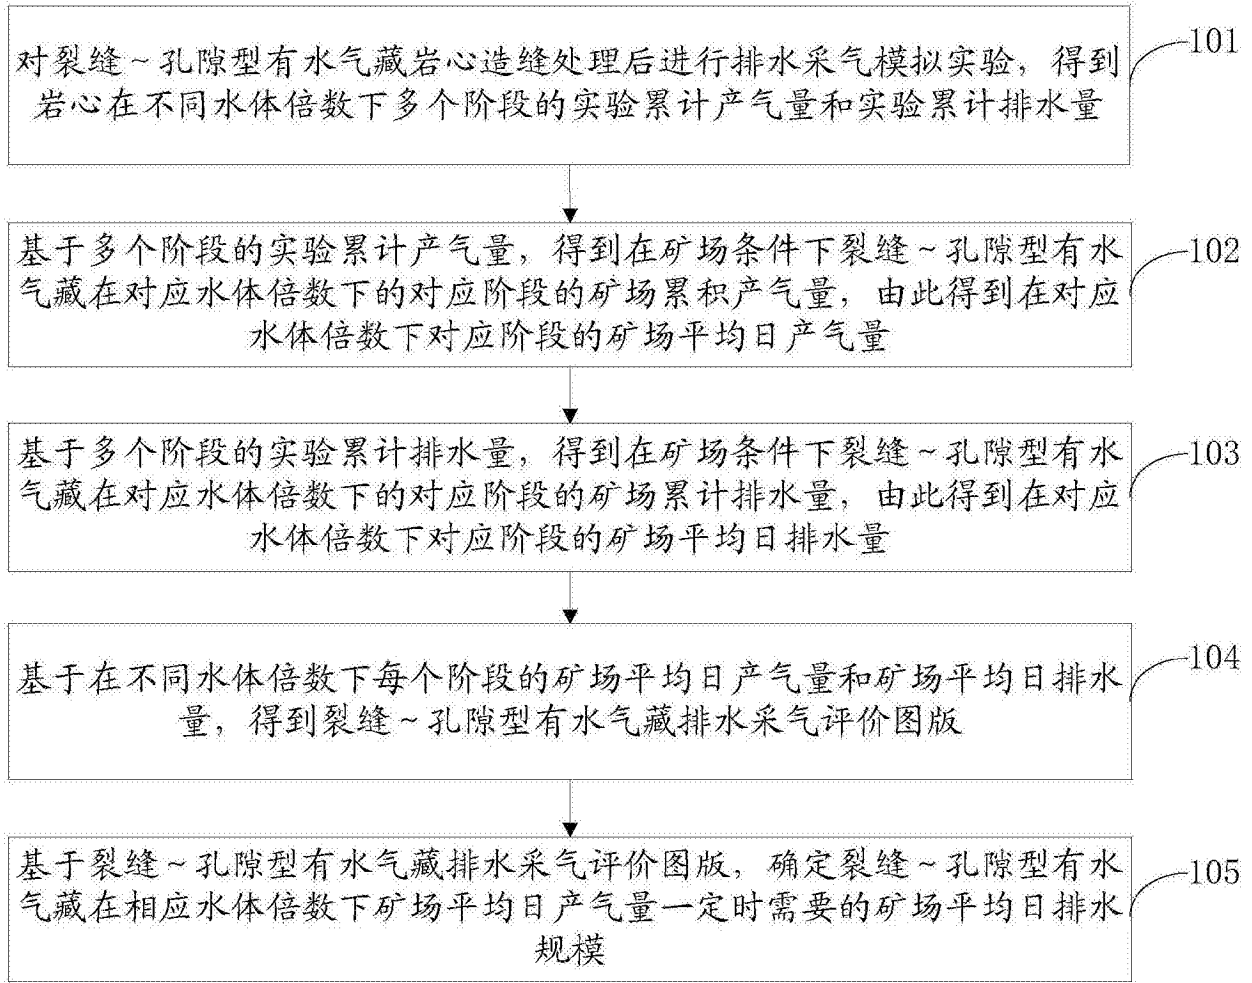 对裂缝～孔隙型有水气藏岩心造缝处理后进行排水采气模拟实验，得到
岩心在不同水体倍数下多个阶段的实验累计产气量和实验累计排水量
101
基于多个阶段的实验累计产气量，得到在矿场条件下裂缝～孔隙型有水
气藏在对应水体倍数下的对应阶段的矿场累积产气量，由此得到在对应
水体倍数下对应阶段的矿场平均日产气量
102
基于多个阶段的实验累计排水量，得到在矿场条件下裂缝～孔隙型有水
气藏在对应水体倍数下的对应阶段的矿场累计排水量，由此得到在对应
水体倍数下对应阶段的矿场平均日排水量
103
基于在不同水体倍数下每个阶段的矿场平均日产气量和矿场平均日排水
量，得到裂缝～孔隙型有水气藏排水采气评价图版
104
基于裂缝～孔隙型有水气藏排水采气评价图版，确定裂缝～孔隙型有水
气藏在相应水体倍数下矿场平均日产气量一定时需要的矿场平均日排水
规模
105